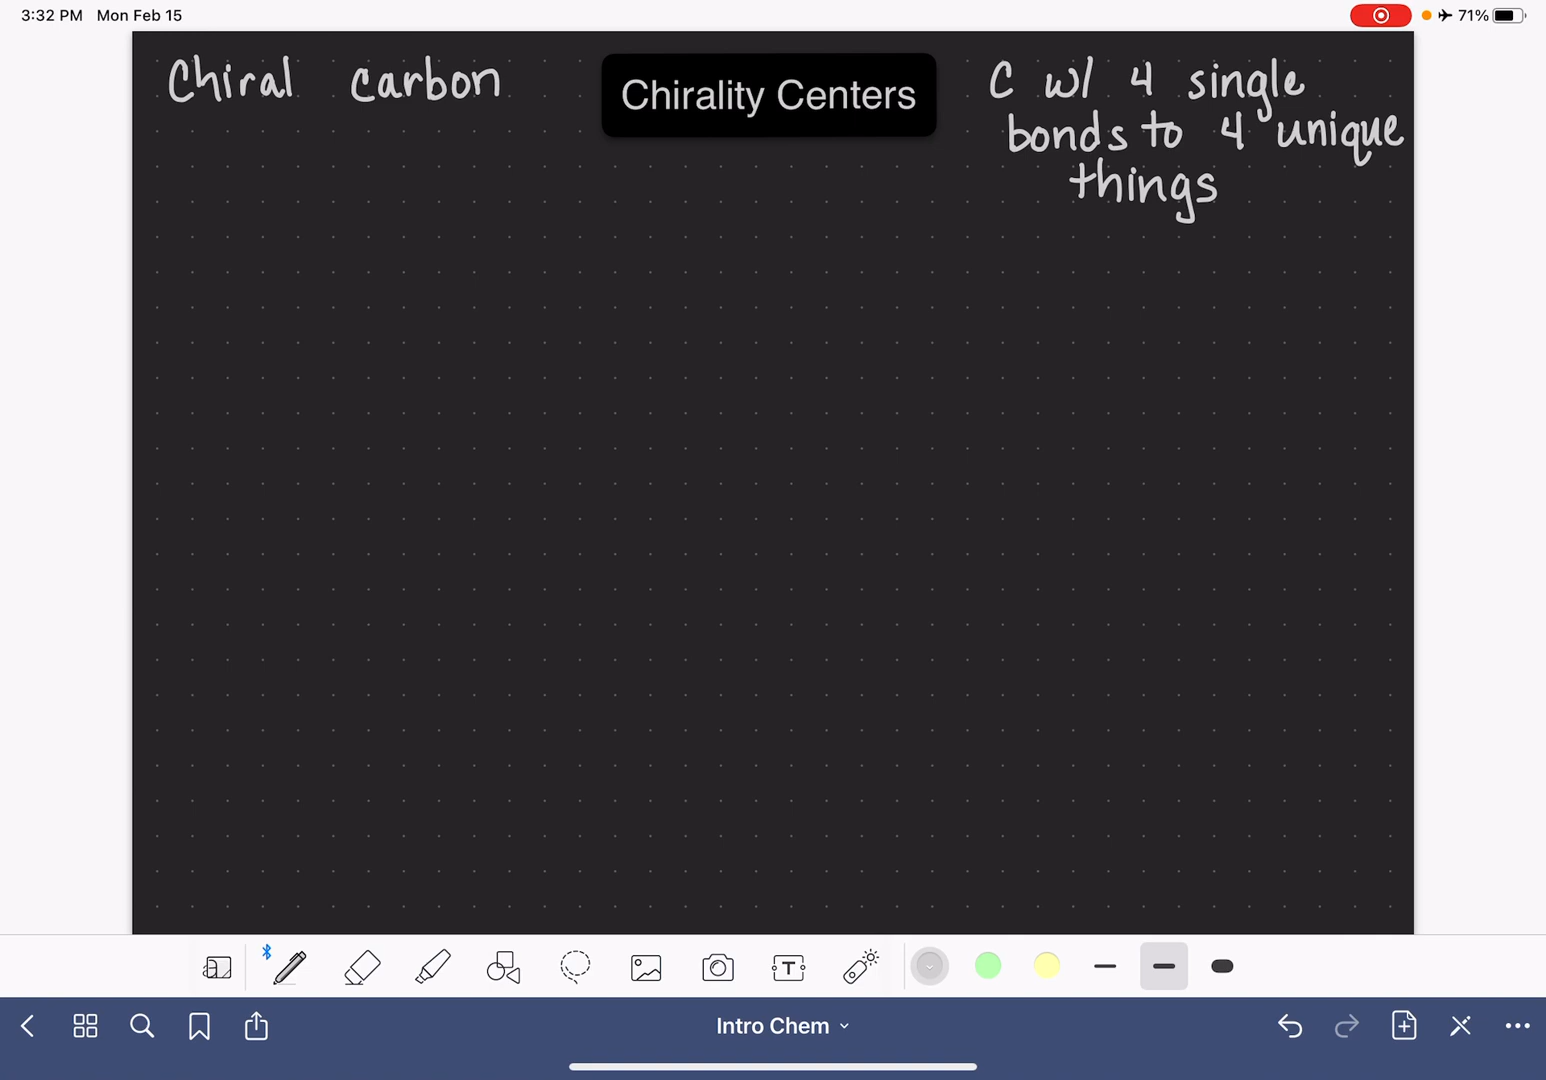 3:32 PM Mon Feb 15
71%
Chiral carbon
Chirality Centers
C w/ 4 single
bonds to 4 unique
things
Intro Chem